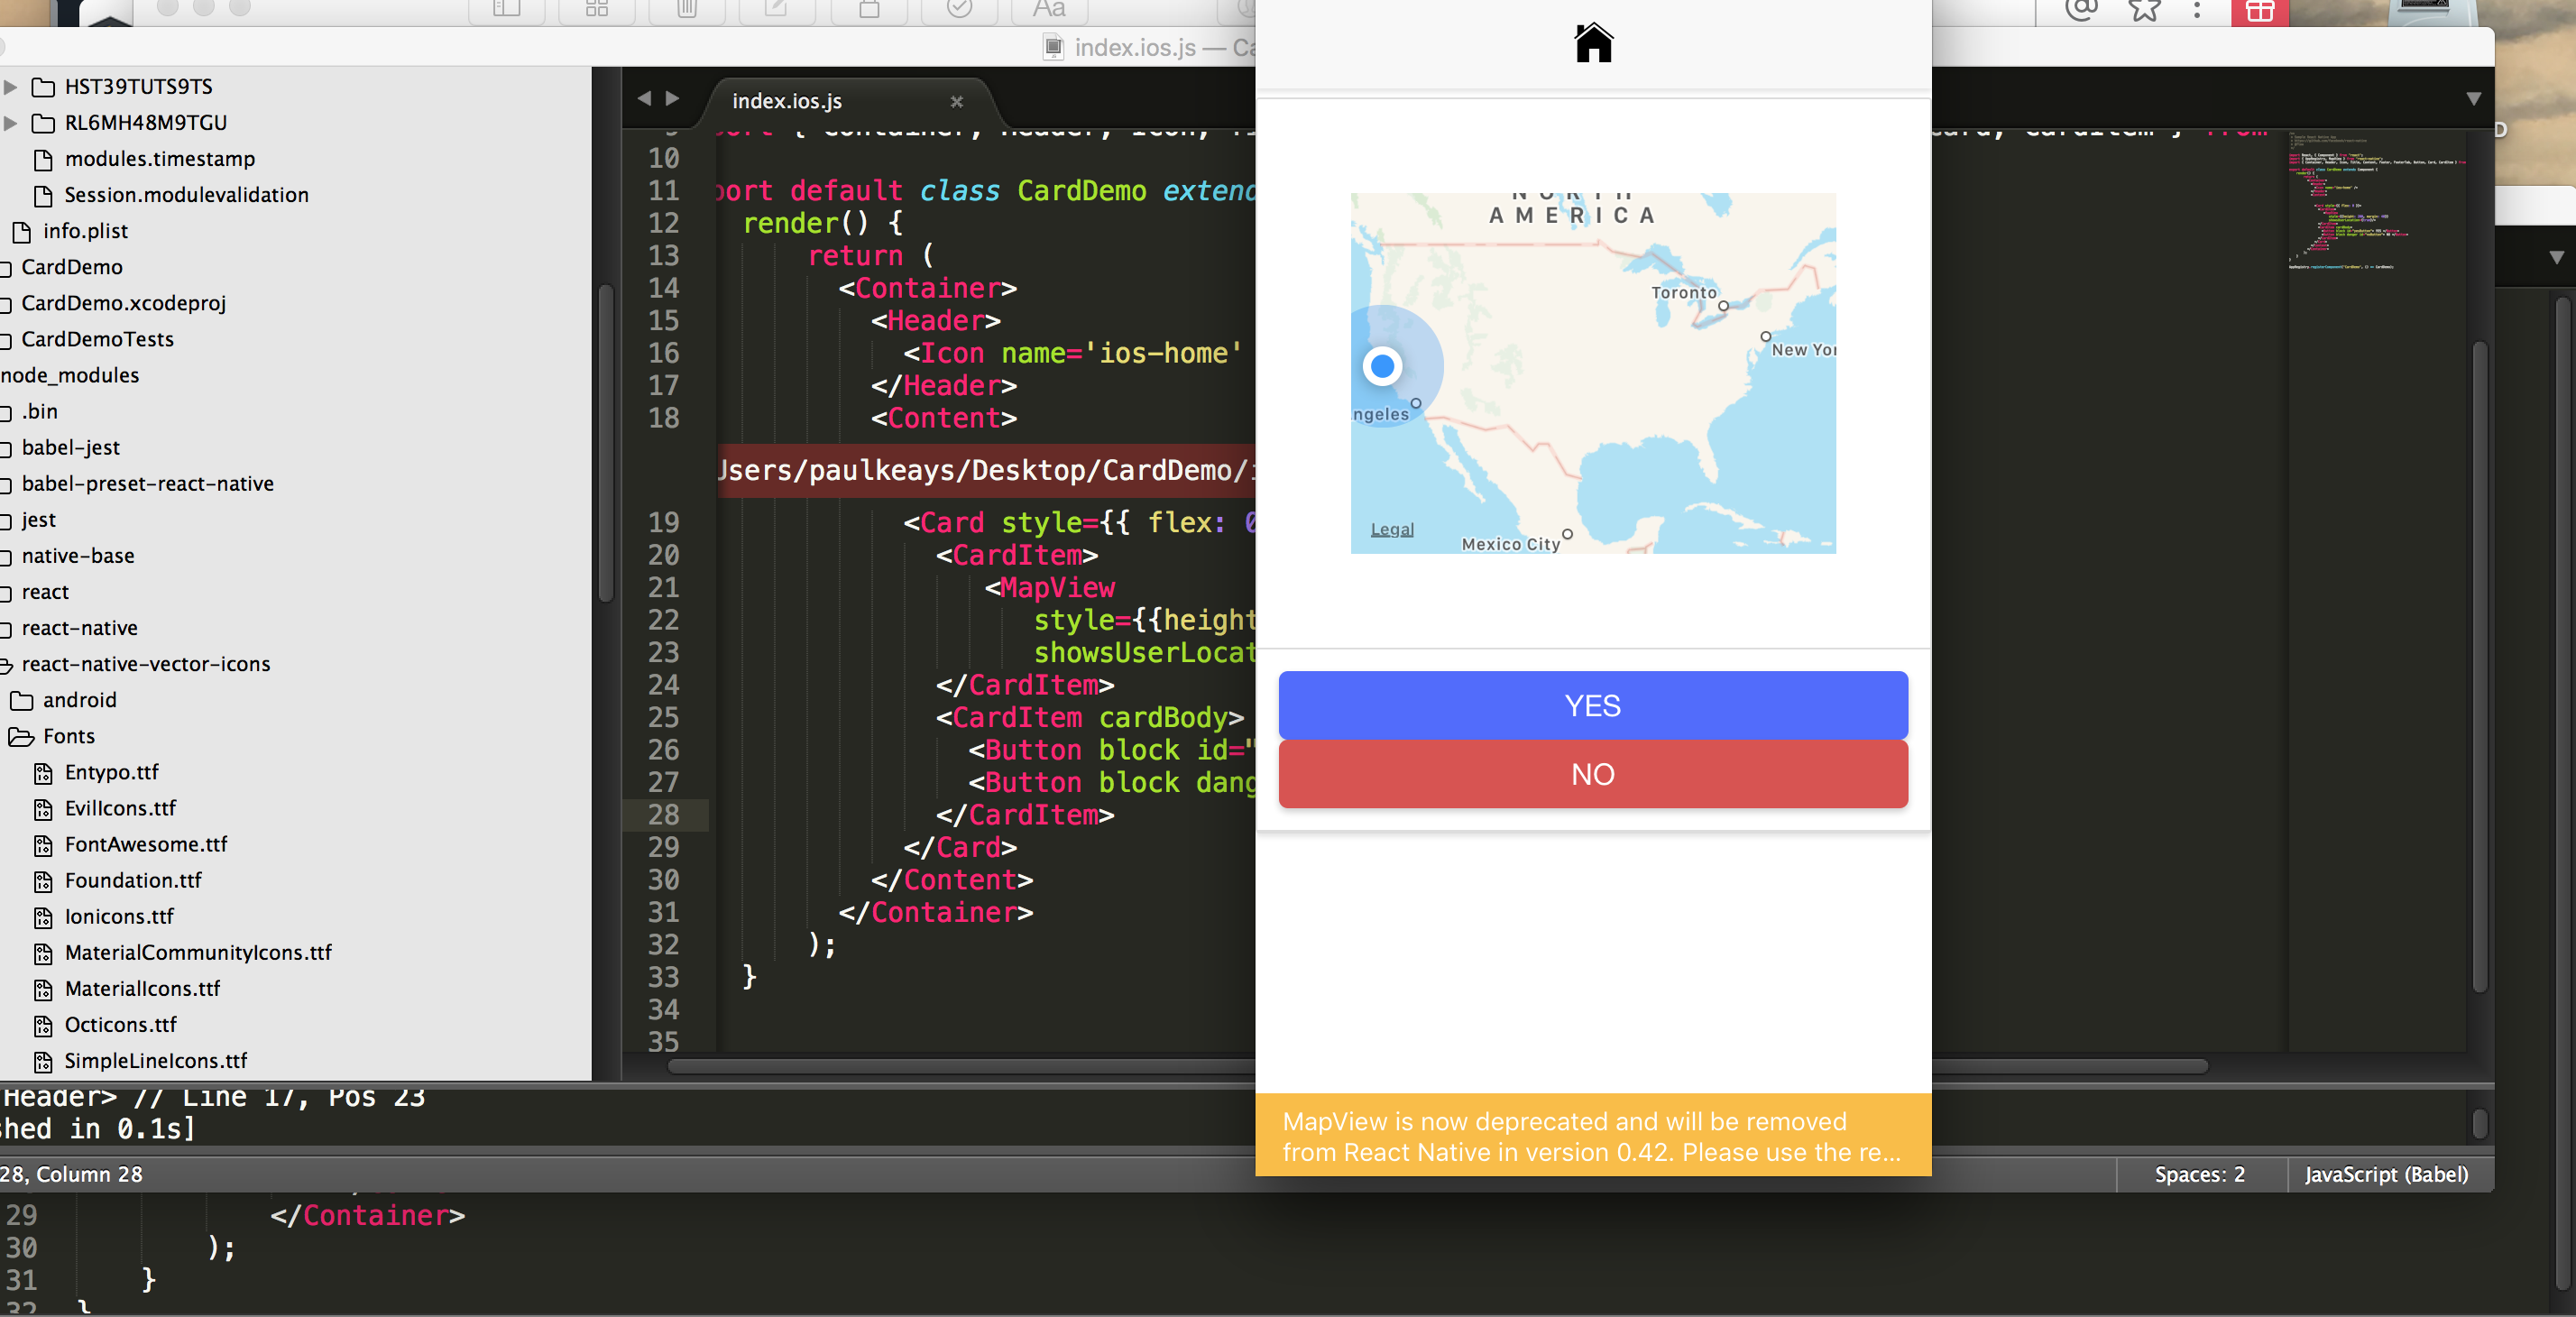 Aa
index.ios.js — Ca
HST39TUTS9TS
RL6MH48M9TGU
modules.timestamp
Session.modulevalidation
info.plist
CardDemo
CardDemo.xcodeproj
CardDemoTests
node_modules
.bin
babel-jest
babel-preset-react-native
jest
native-base
react
react-native
react-native-vector-icons
android
Fonts
Entypo.ttf
EvilIcons.ttf
FontAwesome.ttf
Foundation.ttf
Ionicons.ttf
MaterialCommunityIcons.ttf
MaterialIcons.ttf
Octicons.ttf
SimpleLineIcons.ttf
index.ios.js
10
11 port default class CardDemo extend
12 render() {
13 return (
14 <Container>
15 <Header>
16 <Icon name='ios-home'
17 </Header>
18 <Content>
Users/paulkeays/Desktop/CardDemo/i
19 <Card style={{ flex: 0
20 <CardItem>
21 <MapView
22 style={{height
23 showsUserLocat
24 </CardItem>
25 <CardItem cardBody>
26 <Button block id="
27 <Button block dang
28 </CardItem>
29 </Card>
30 </Content>
31 </Container>
32 );
33 }
34
35
NORTH
AMERICA
Toronto
New Yor
ngeles
Legal
Mexico City
YES
NO
MapView is now deprecated and will be removed
from React Native in version 0.42. Please use the re...
Card, CardItem } from
Header> // Line 17, Pos 23
shed in 0.1s]
28, Column 28
Spaces: 2
JavaScript (Babel)
29 </Container>
30 );
31 }
32 }